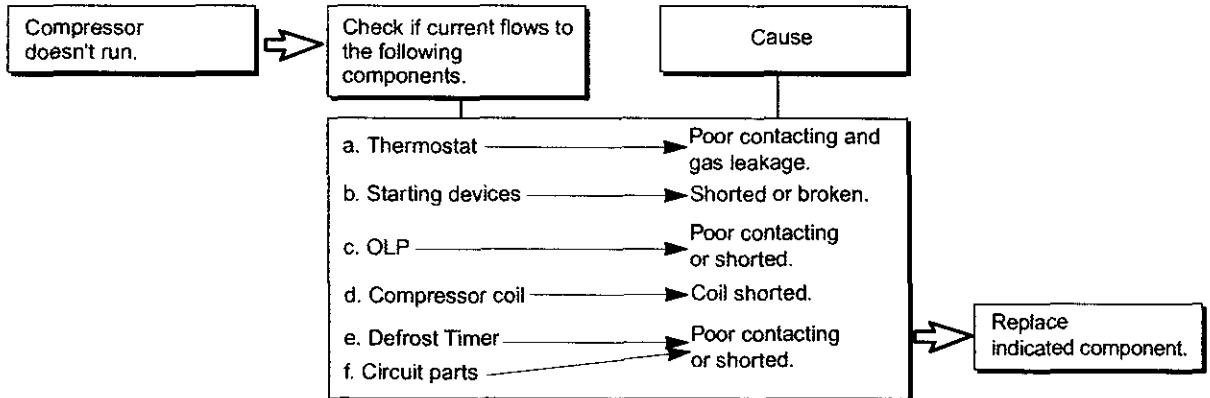 Compressor
doesn't run.
Check if current flows to
the following
components.
Cause
a. Thermostat
Poor contacting and
gas leakage.
b. Starting devices
Shorted or broken.
c. OLP
Poor contacting
or shorted.
d. Compressor coil
Coil shorted.
e. Defrost Timer
Poor contacting
or shorted.
f. Circuit parts
Replace
indicated component.